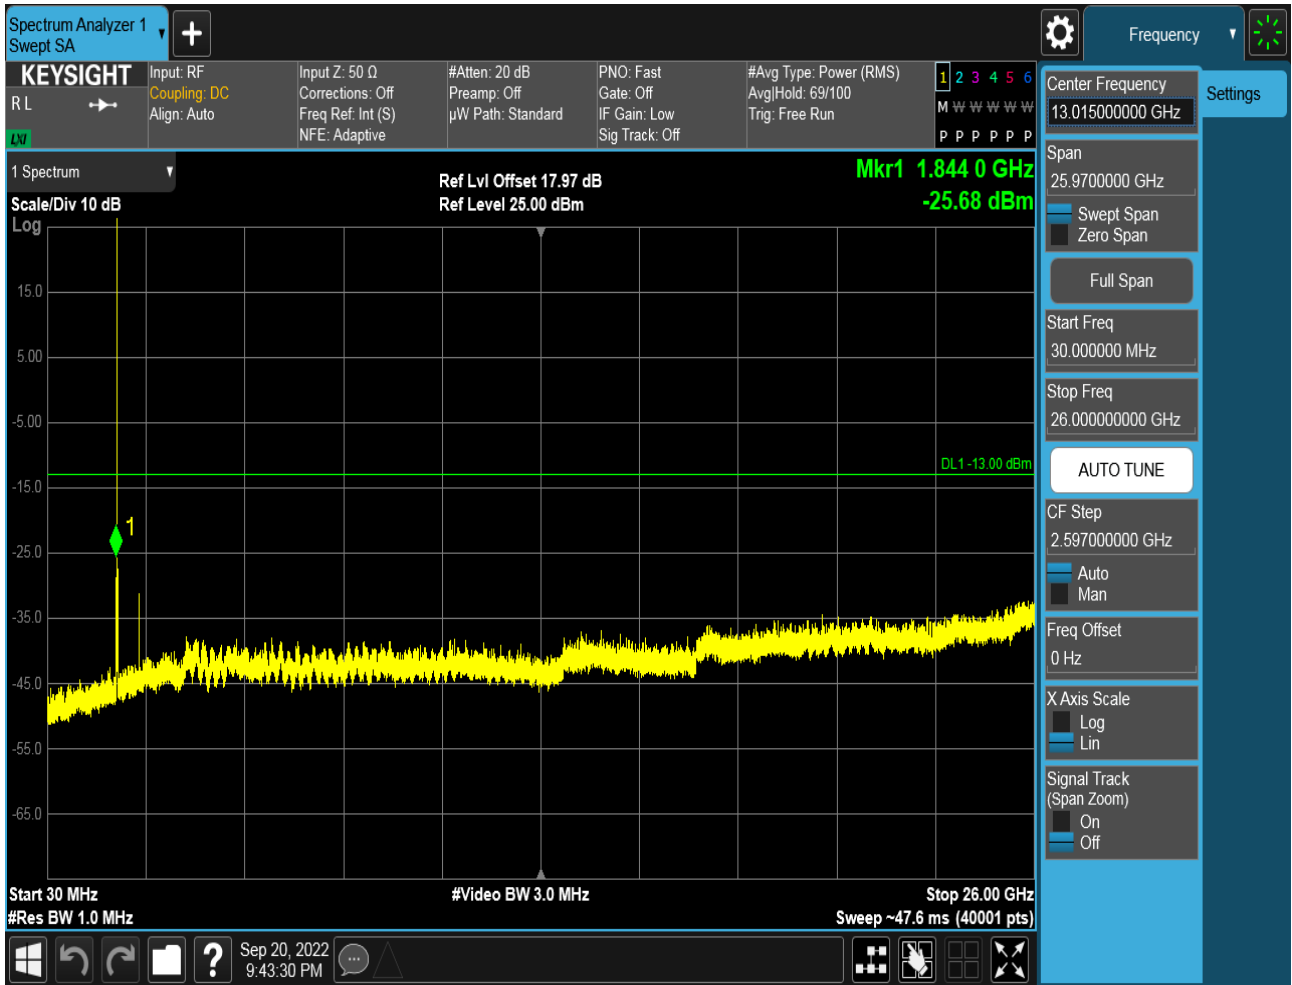 Spectrum Analyzer 1
Swept SA
Frequency
KEYSIGHT
R L
LXI
Input: RF
Coupling: DC
Align: Auto
Input Z: 50 Ω
Corrections: Off
Freq Ref: Int (S)
NFE: Adaptive
#Atten: 20 dB
Preamp: Off
µW Path: Standard
PNO: Fast
Gate: Off
IF Gain: Low
Sig Track: Off
#Avg Type: Power (RMS)
Avg|Hold: 69/100
Trig: Free Run
1 2 3 4 5 6
M W W W W W
P P P P P P
1 Spectrum
Scale/Div 10 dB
Log
Ref Lvl Offset 17.97 dB
Ref Level 25.00 dBm
Mkr1 1.844 0 GHz
-25.68 dBm
15.0
5.00
-5.00
DL1 -13.00 dBm
-15.0
1
-25.0
-35.0
-45.0
-55.0
-65.0
Start 30 MHz
#Res BW 1.0 MHz
#Video BW 3.0 MHz
Stop 26.00 GHz
Sweep ~47.6 ms (40001 pts)
Sep 20, 2022
9:43:30 PM
Center Frequency
13.015000000 GHz
Settings
Span
25.9700000 GHz
Swept Span
Zero Span
Full Span
Start Freq
30.000000 MHz
Stop Freq
26.000000000 GHz
AUTO TUNE
CF Step
2.597000000 GHz
Auto
Man
Freq Offset
0 Hz
X Axis Scale
Log
Lin
Signal Track
(Span Zoom)
On
Off